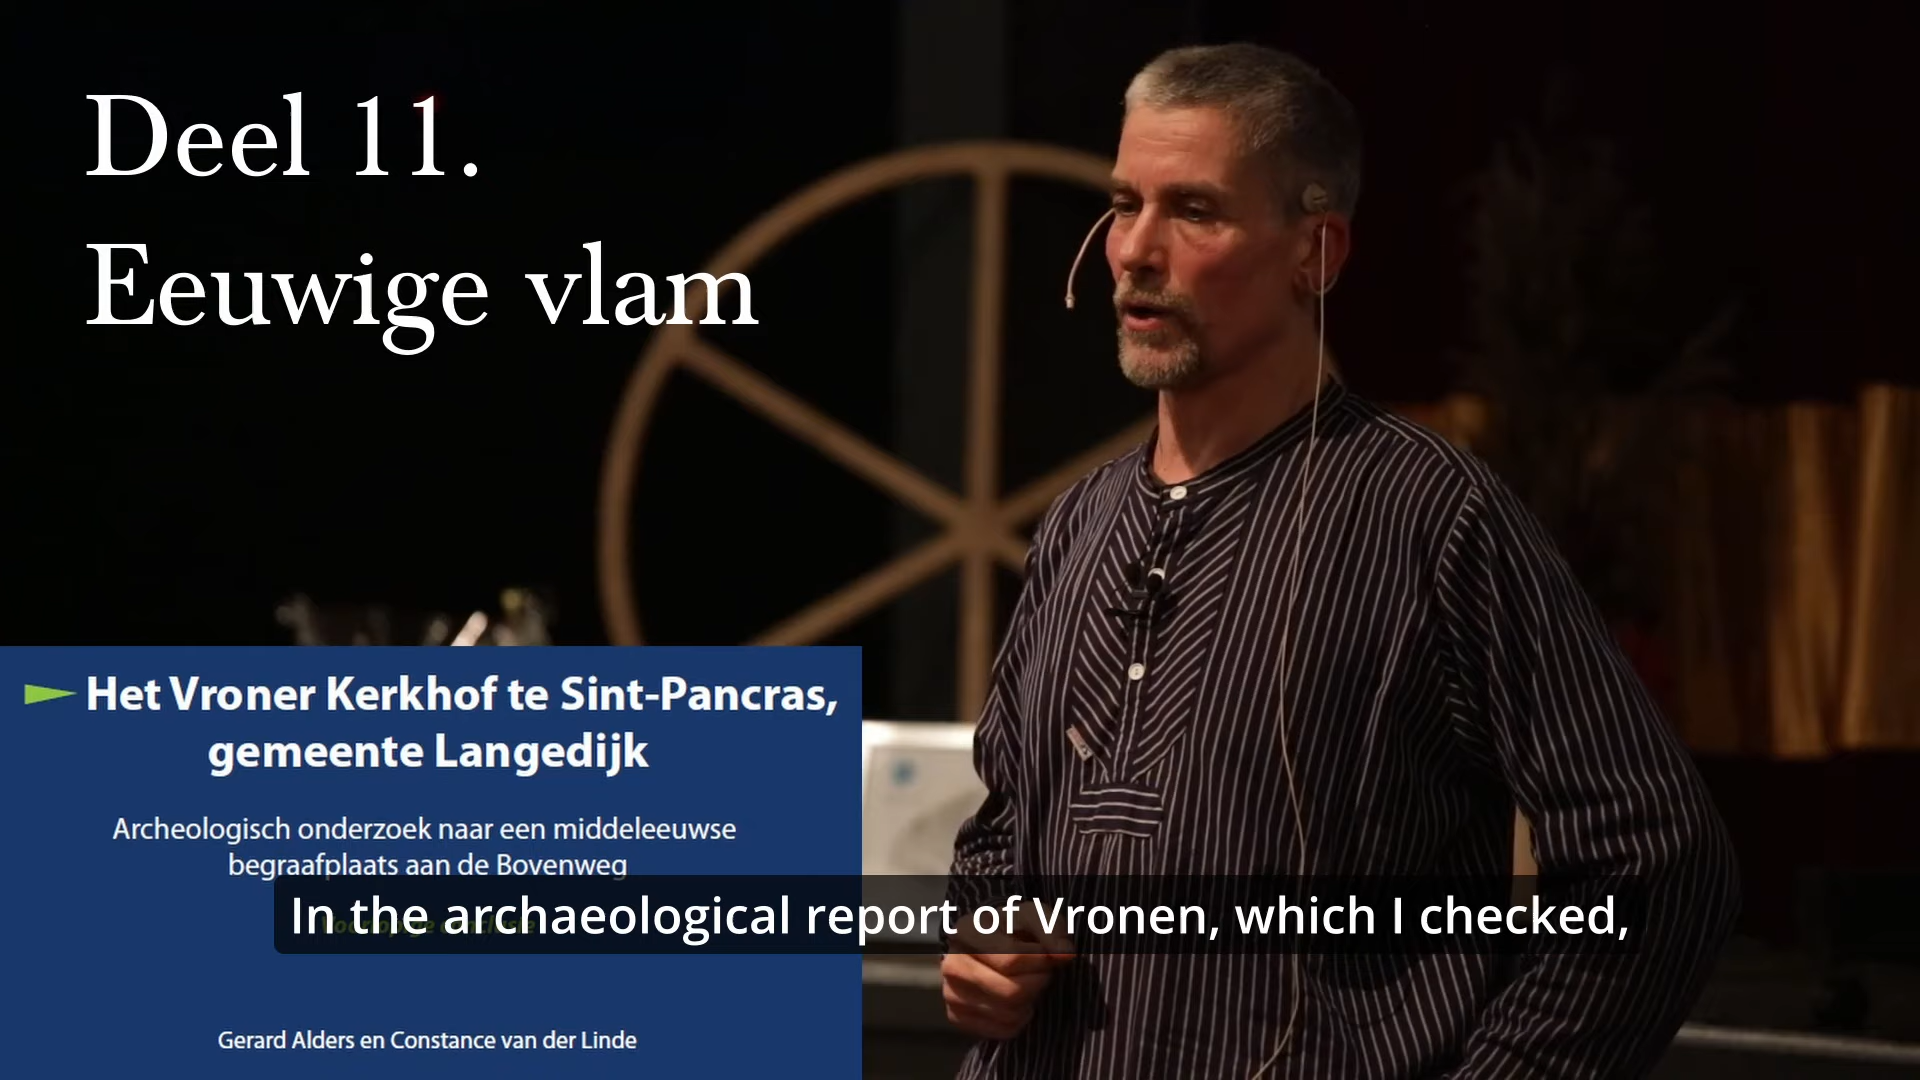 Deel 11.
Eeuwige vlam
Het Vroner Kerkhof te Sint-Pancras,
gemeente Langedijk
Archeologisch onderzoek naar een middeleeuwse
begraafplaats aan de Bovenweg
In the archaeological report of Vronen, which I checked,
Gerard Alders en Constance van der Linde